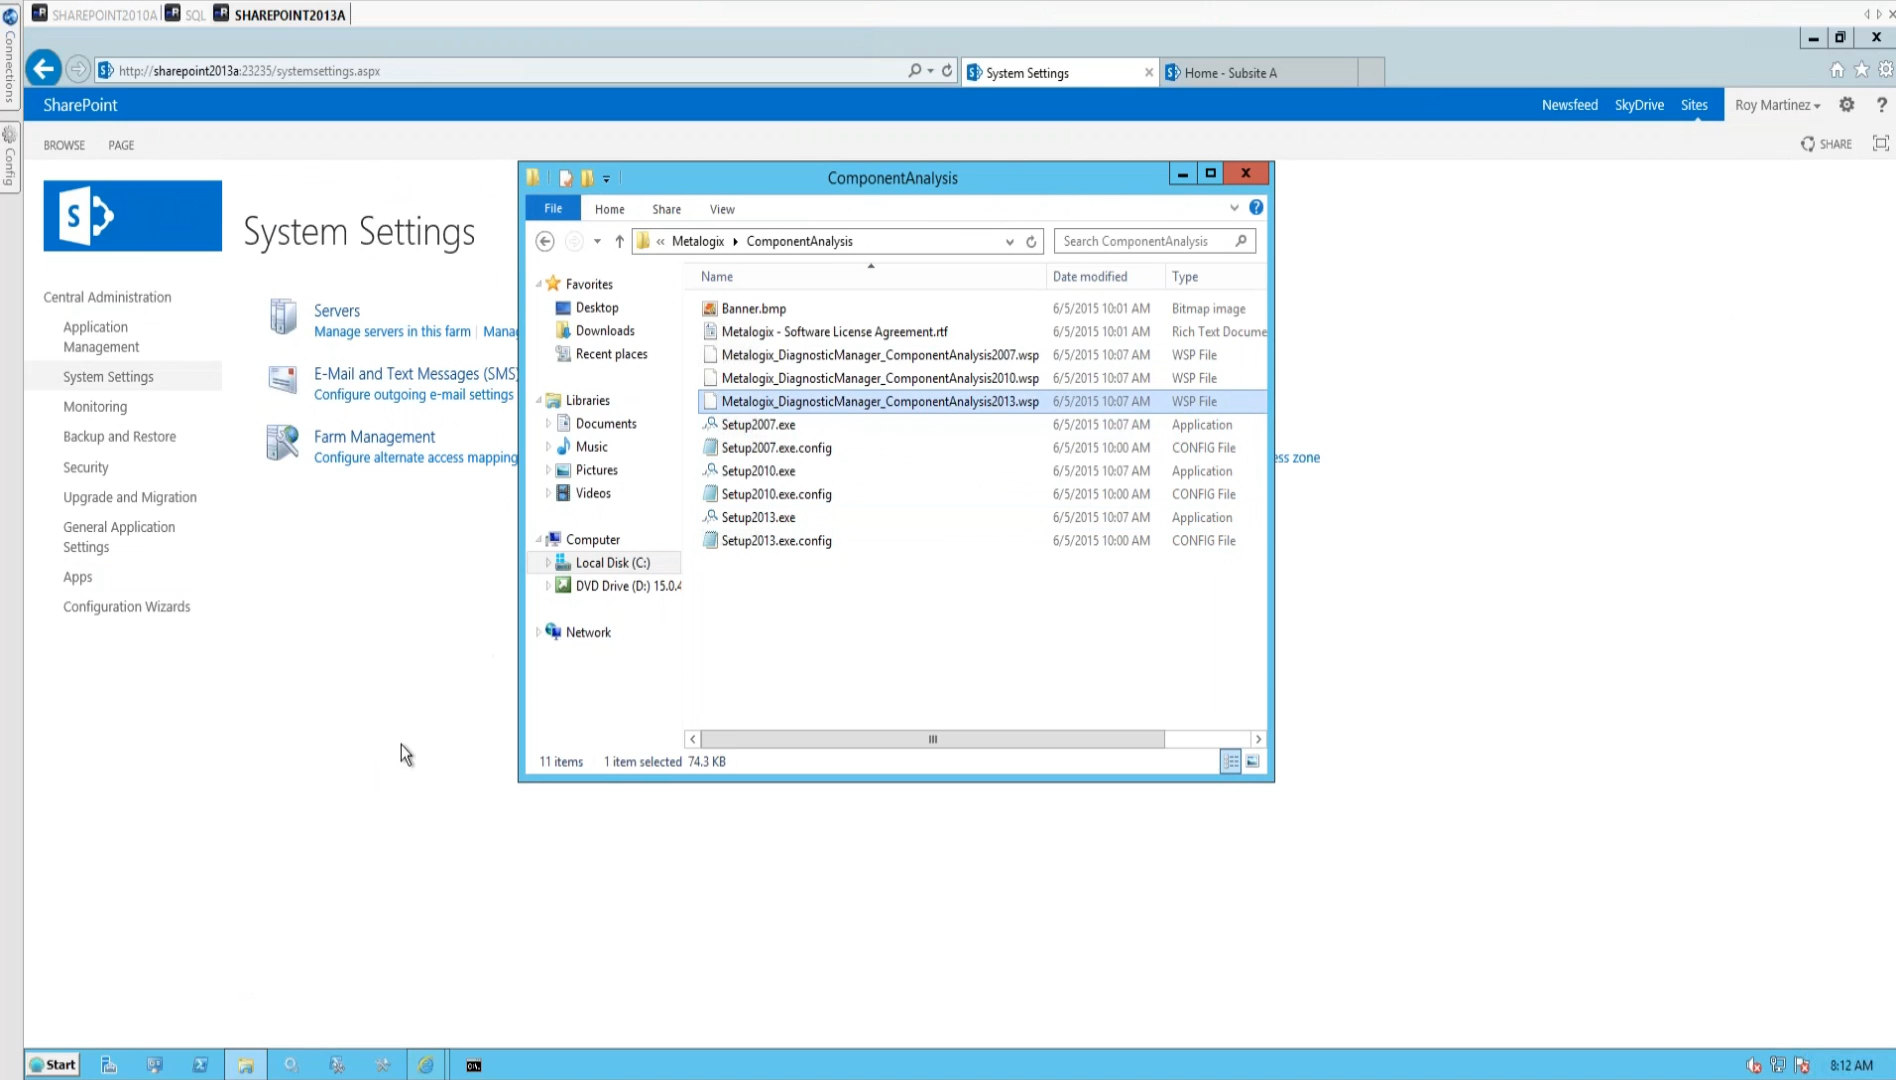 SHAREPOINT2010A SQL SHAREPOINT2013A
Connections
Config
http://sharepoint2013a:23235/systemsettings.aspx
System Settings
Home - Subsite A
SharePoint
Newsfeed SkyDrive Sites Roy Martinez ?
BROWSE PAGE
SHARE
System Settings
Central Administration
Application
Management
System Settings
Monitoring
Backup and Restore
Security
Upgrade and Migration
General Application
Settings
Apps
Configuration Wizards
Servers
Manage servers in this farm
E-Mail and Text Messages (SMS)
Configure outgoing e-mail settings
Farm Management
Configure alternate access mapping
ess zone
ComponentAnalysis
File Home Share View
« Metalogix ComponentAnalysis
Search ComponentAnalysis
Favorites
Desktop
Downloads
Recent places
Libraries
Documents
Music
Pictures
Videos
Computer
Local Disk (C:)
DVD Drive (D:) 15.0.4
Network
Name Date modified Type
Banner.bmp 6/5/2015 10:01 AM Bitmap image
Metalogix - Software License Agreement.rtf 6/5/2015 10:01 AM Rich Text Docume
Metalogix_DiagnosticManager_ComponentAnalysis2007.wsp 6/5/2015 10:07 AM WSP File
Metalogix_DiagnosticManager_ComponentAnalysis2010.wsp 6/5/2015 10:07 AM WSP File
Metalogix_DiagnosticManager_ComponentAnalysis2013.wsp 6/5/2015 10:07 AM WSP File
Setup2007.exe 6/5/2015 10:07 AM Application
Setup2007.exe.config 6/5/2015 10:00 AM CONFIG File
Setup2010.exe 6/5/2015 10:07 AM Application
Setup2010.exe.config 6/5/2015 10:00 AM CONFIG File
Setup2013.exe 6/5/2015 10:07 AM Application
Setup2013.exe.config 6/5/2015 10:00 AM CONFIG File
11 items 1 item selected 74.3 KB
Start
8:12 AM